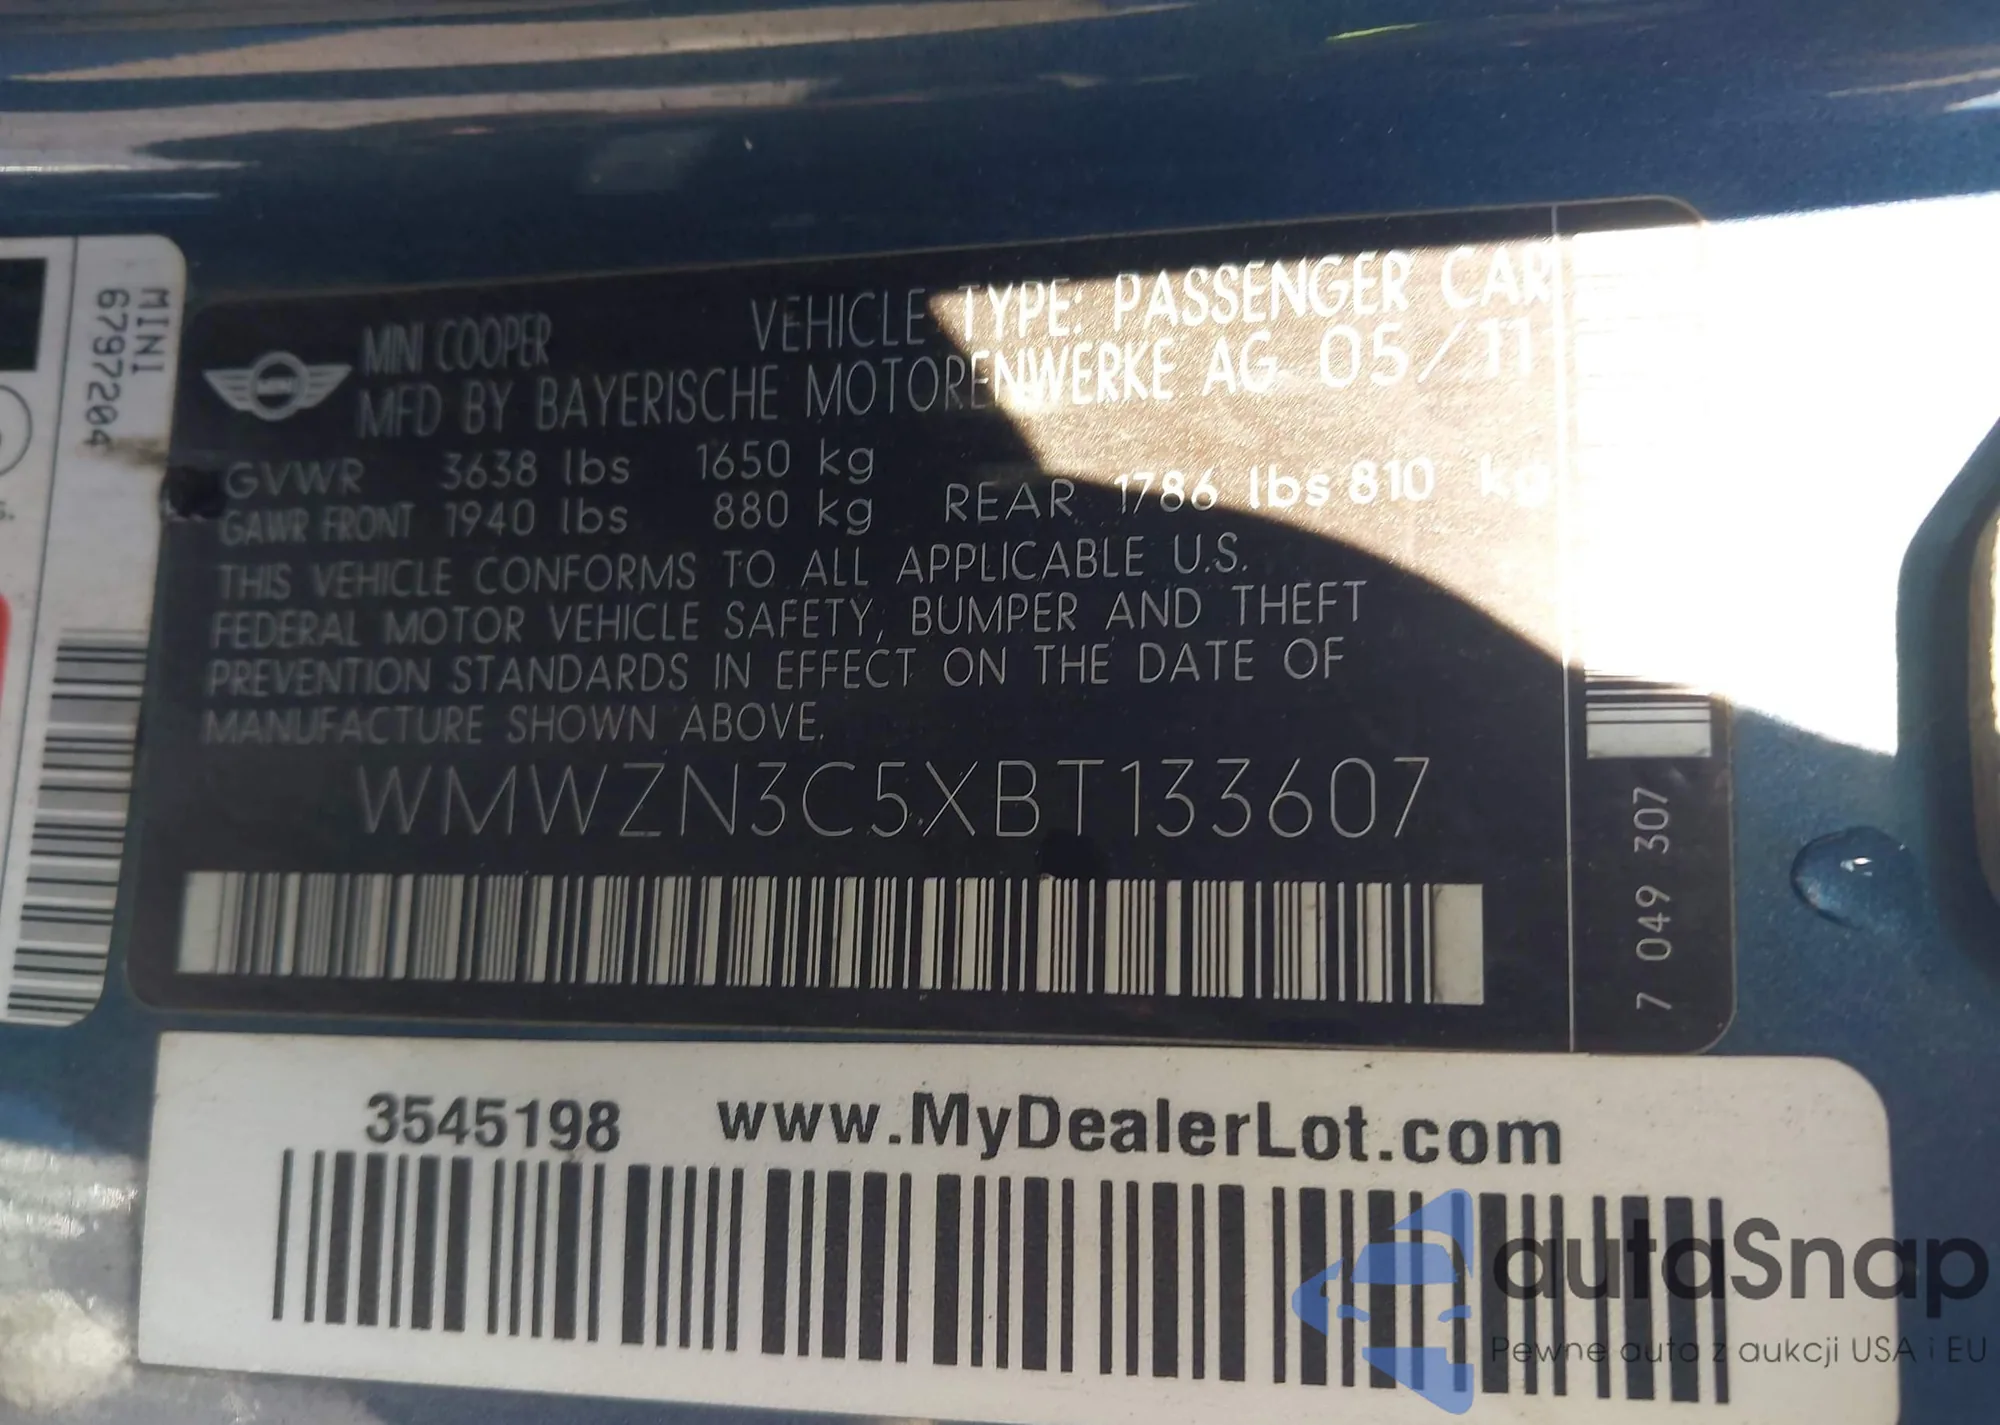 MINI
6797204
MINI COOPER
VEHICLE TYPE: PASSENGER CAR
MFD BY BAYERISCHE MOTORENWERKE AG 05/11
GVWR 3638 lbs 1650 kg
GAWR FRONT 1940 lbs 880 kg REAR 1786 lbs 810 kg
THIS VEHICLE CONFORMS TO ALL APPLICABLE U.S.
FEDERAL MOTOR VEHICLE SAFETY, BUMPER AND THEFT
PREVENTION STANDARDS IN EFFECT ON THE DATE OF
MANUFACTURE SHOWN ABOVE.
WMWZN3C5XBT133607
7 049 307
3545198 www.MyDealerLot.com
autaSnap
Pewne auto z aukcji USA i EU